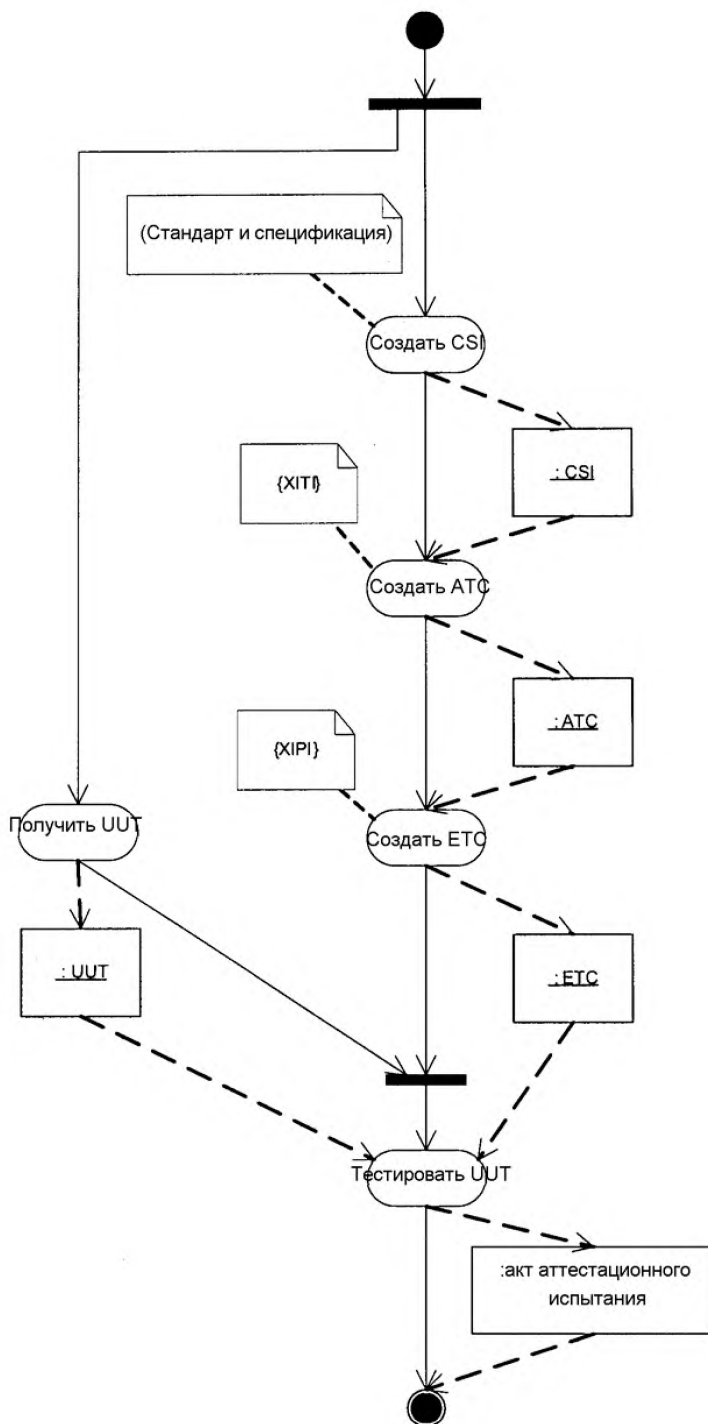 (Стандарт и спецификация)
Создать CSI
: CSI
{XITI}
Создать ATC
:ATC
{XIPI}
Получить UUT
Создать ETC
: UUT
:ETC
Тестировать UUT
:акт аттестационного
испытания